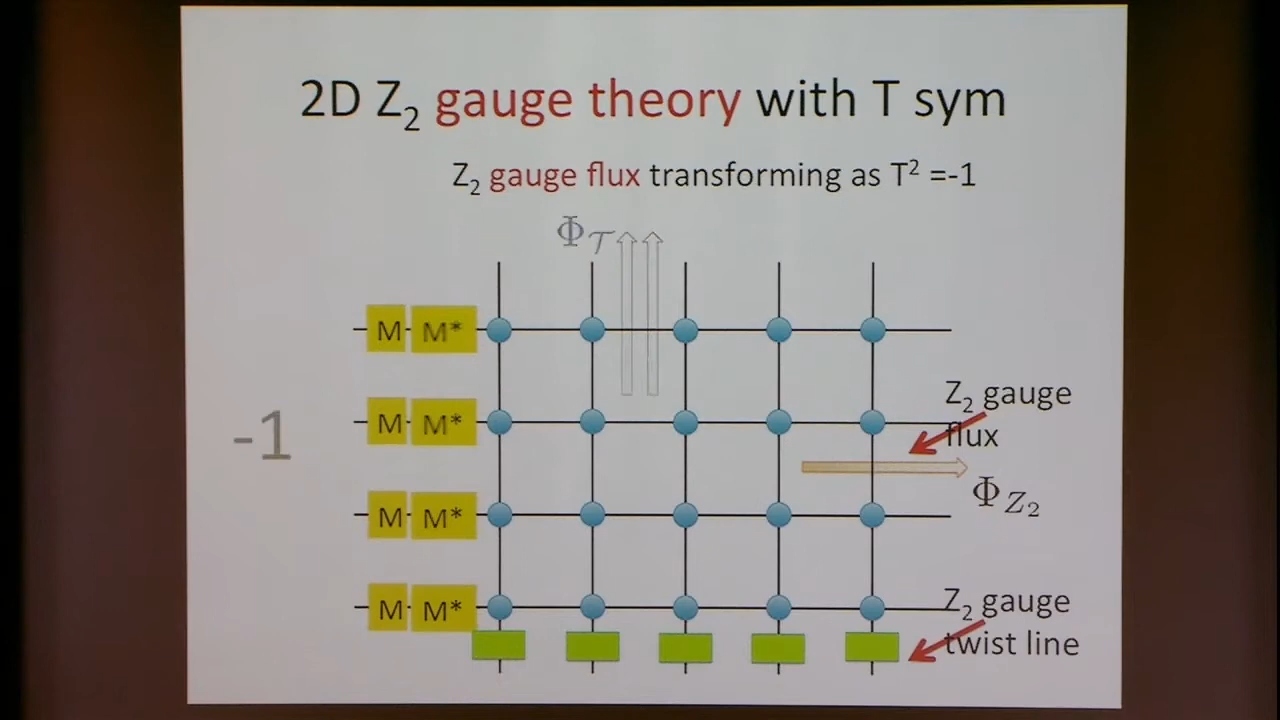 2D Z₂ gauge theory with T sym
Z₂ gauge flux transforming as T² =-1
Φ_𝒯
M M*
M M*
M M*
M M*
-1
Z₂ gauge
flux
Φ_Z₂
Z₂ gauge
twist line